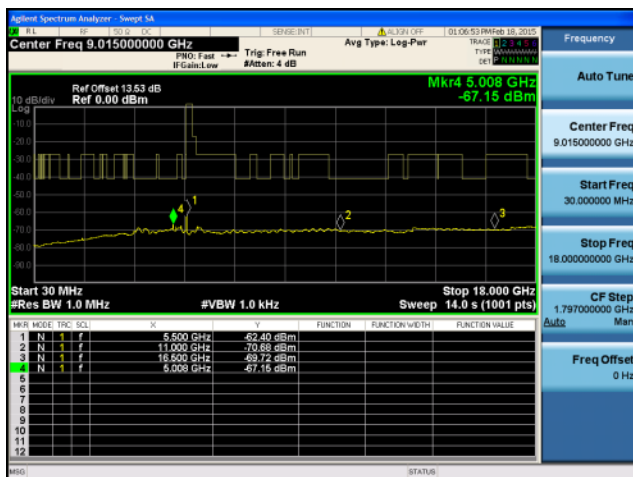 Agilent Spectrum Analyzer - Swept SA
RL RF 50 Ω DC SENSE:INT ALIGN OFF 01:06:53 PM Feb 18, 2015
Center Freq 9.015000000 GHz
PNO: Fast
IFGain:Low
Trig: Free Run
#Atten: 4 dB
Avg Type: Log-Pwr
TRACE 1 2 3 4 5 6
TYPE
DET P N N N N N
Mkr4 5.008 GHz
-67.15 dBm
Ref Offset 13.53 dB
Ref 0.00 dBm
10 dB/div
Log
-10.0
-20.0
-30.0
-40.0
-50.0
-60.0
-70.0
-80.0
-90.0
4
1
2
3
Start 30 MHz
Stop 18.000 GHz
#Res BW 1.0 MHz
#VBW 1.0 kHz
Sweep 14.0 s (1001 pts)
MKR MODE TRC SCL X Y FUNCTION FUNCTION WIDTH FUNCTION VALUE
1 N 1 f 5.500 GHz -62.40 dBm
2 N 1 f 11.000 GHz -70.68 dBm
3 N 1 f 16.500 GHz -69.72 dBm
4 N 1 f 5.008 GHz -67.15 dBm
5
6
7
8
9
10
11
12
MSG STATUS
Frequency
Auto Tune
Center Freq
9.015000000 GHz
Start Freq
30.000000 MHz
Stop Freq
18.000000000 GHz
CF Step
1.797000000 GHz
Auto Man
Freq Offset
0 Hz